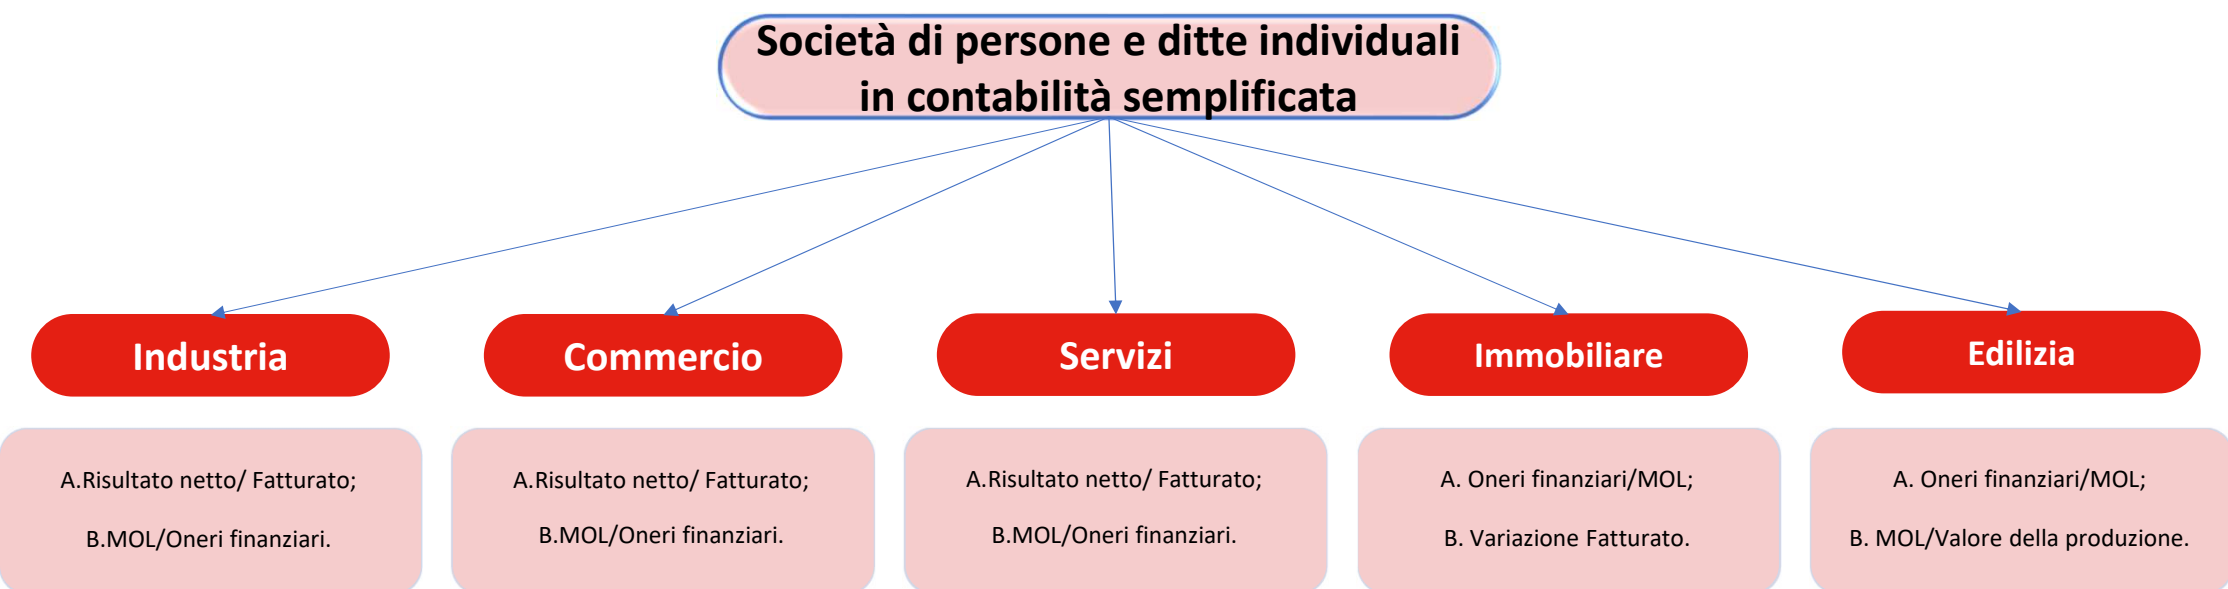 Società di persone e ditte individuali
in contabilità semplificata
Industria
Commercio
Servizi
Immobiliare
Edilizia
A.Risultato netto/ Fatturato;
B.MOL/Oneri finanziari.
A.Risultato netto/ Fatturato;
B.MOL/Oneri finanziari.
A.Risultato netto/ Fatturato;
B.MOL/Oneri finanziari.
A. Oneri finanziari/MOL;
B. Variazione Fatturato.
A. Oneri finanziari/MOL;
B. MOL/Valore della produzione.